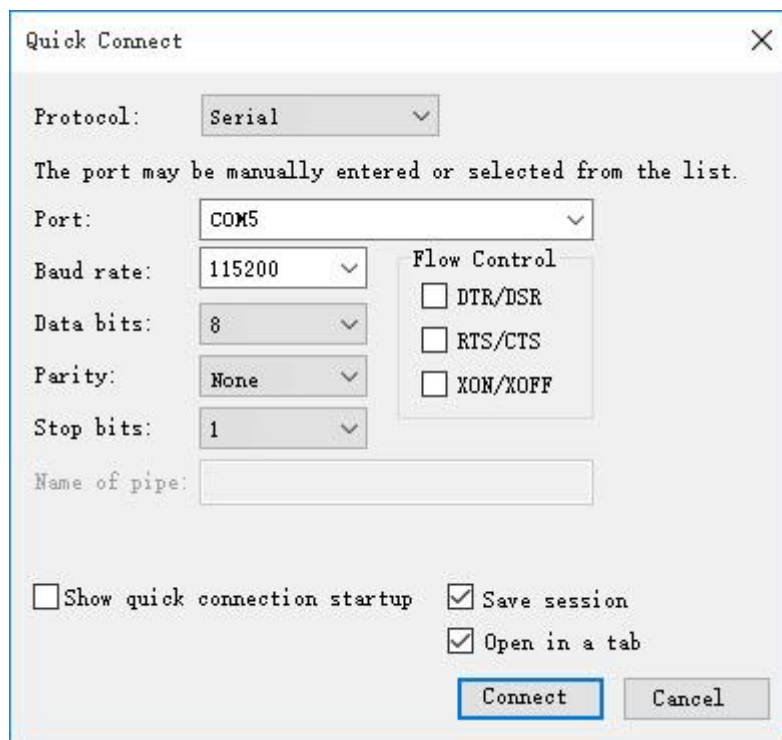 Quick Connect
Protocol: Serial
The port may be manually entered or selected from the list.
Port: COM5
Baud rate: 115200
Flow Control
DTR/DSR
Data bits: 8
RTS/CTS
Parity: None
XON/XOFF
Stop bits: 1
Name of pipe:
Show quick connection startup
Save session
Open in a tab
Connect
Cancel